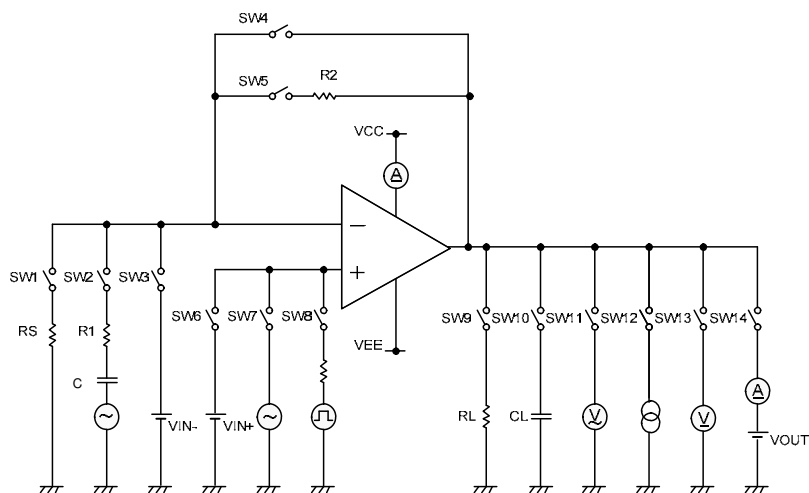 SW4
SW5
R2
VCC
A
SW1
SW2
SW3
−
+
SW6
SW7
SW8
SW9
SW10
SW11
SW12
SW13
SW14
RS
R1
VEE
C
A
VIN-
VIN+
RL
CL
V
V
VOUT